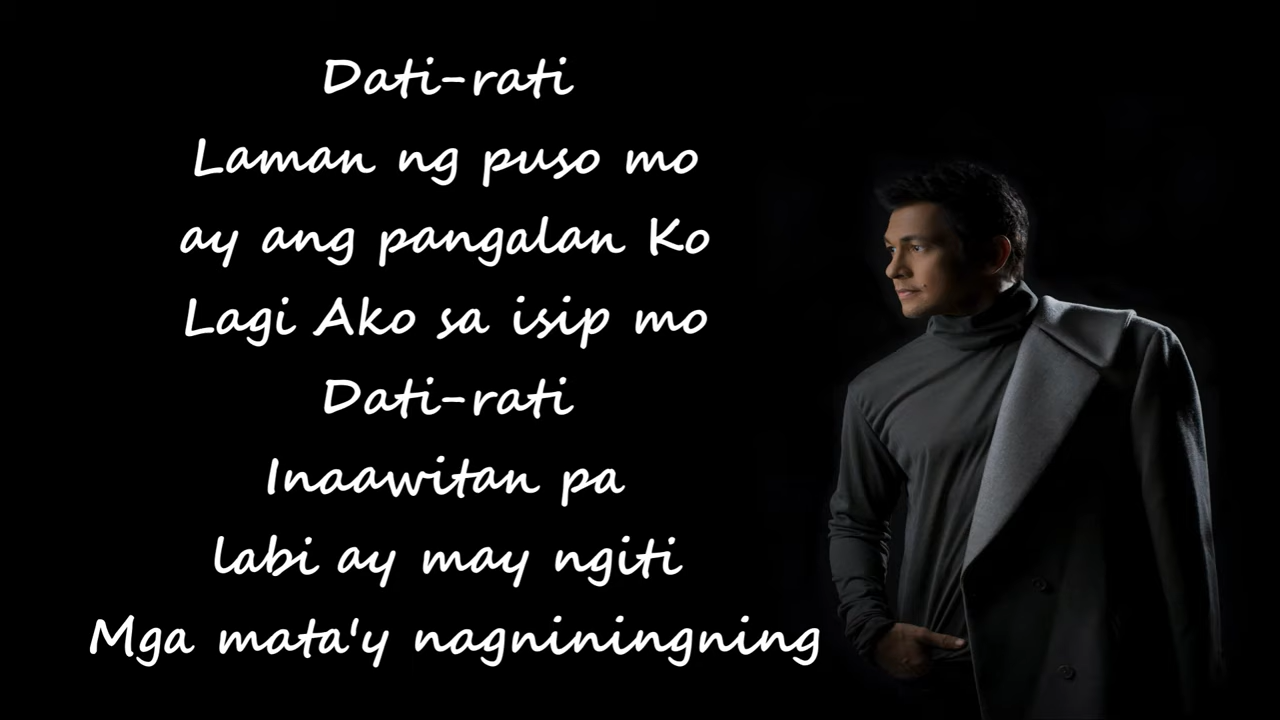 Dati-rati
Laman ng puso mo
ay ang pangalan Ko
Lagi Ako sa isip mo
Dati-rati
Inaawitan pa
labi ay may ngiti
Mga mata'y nagniningning